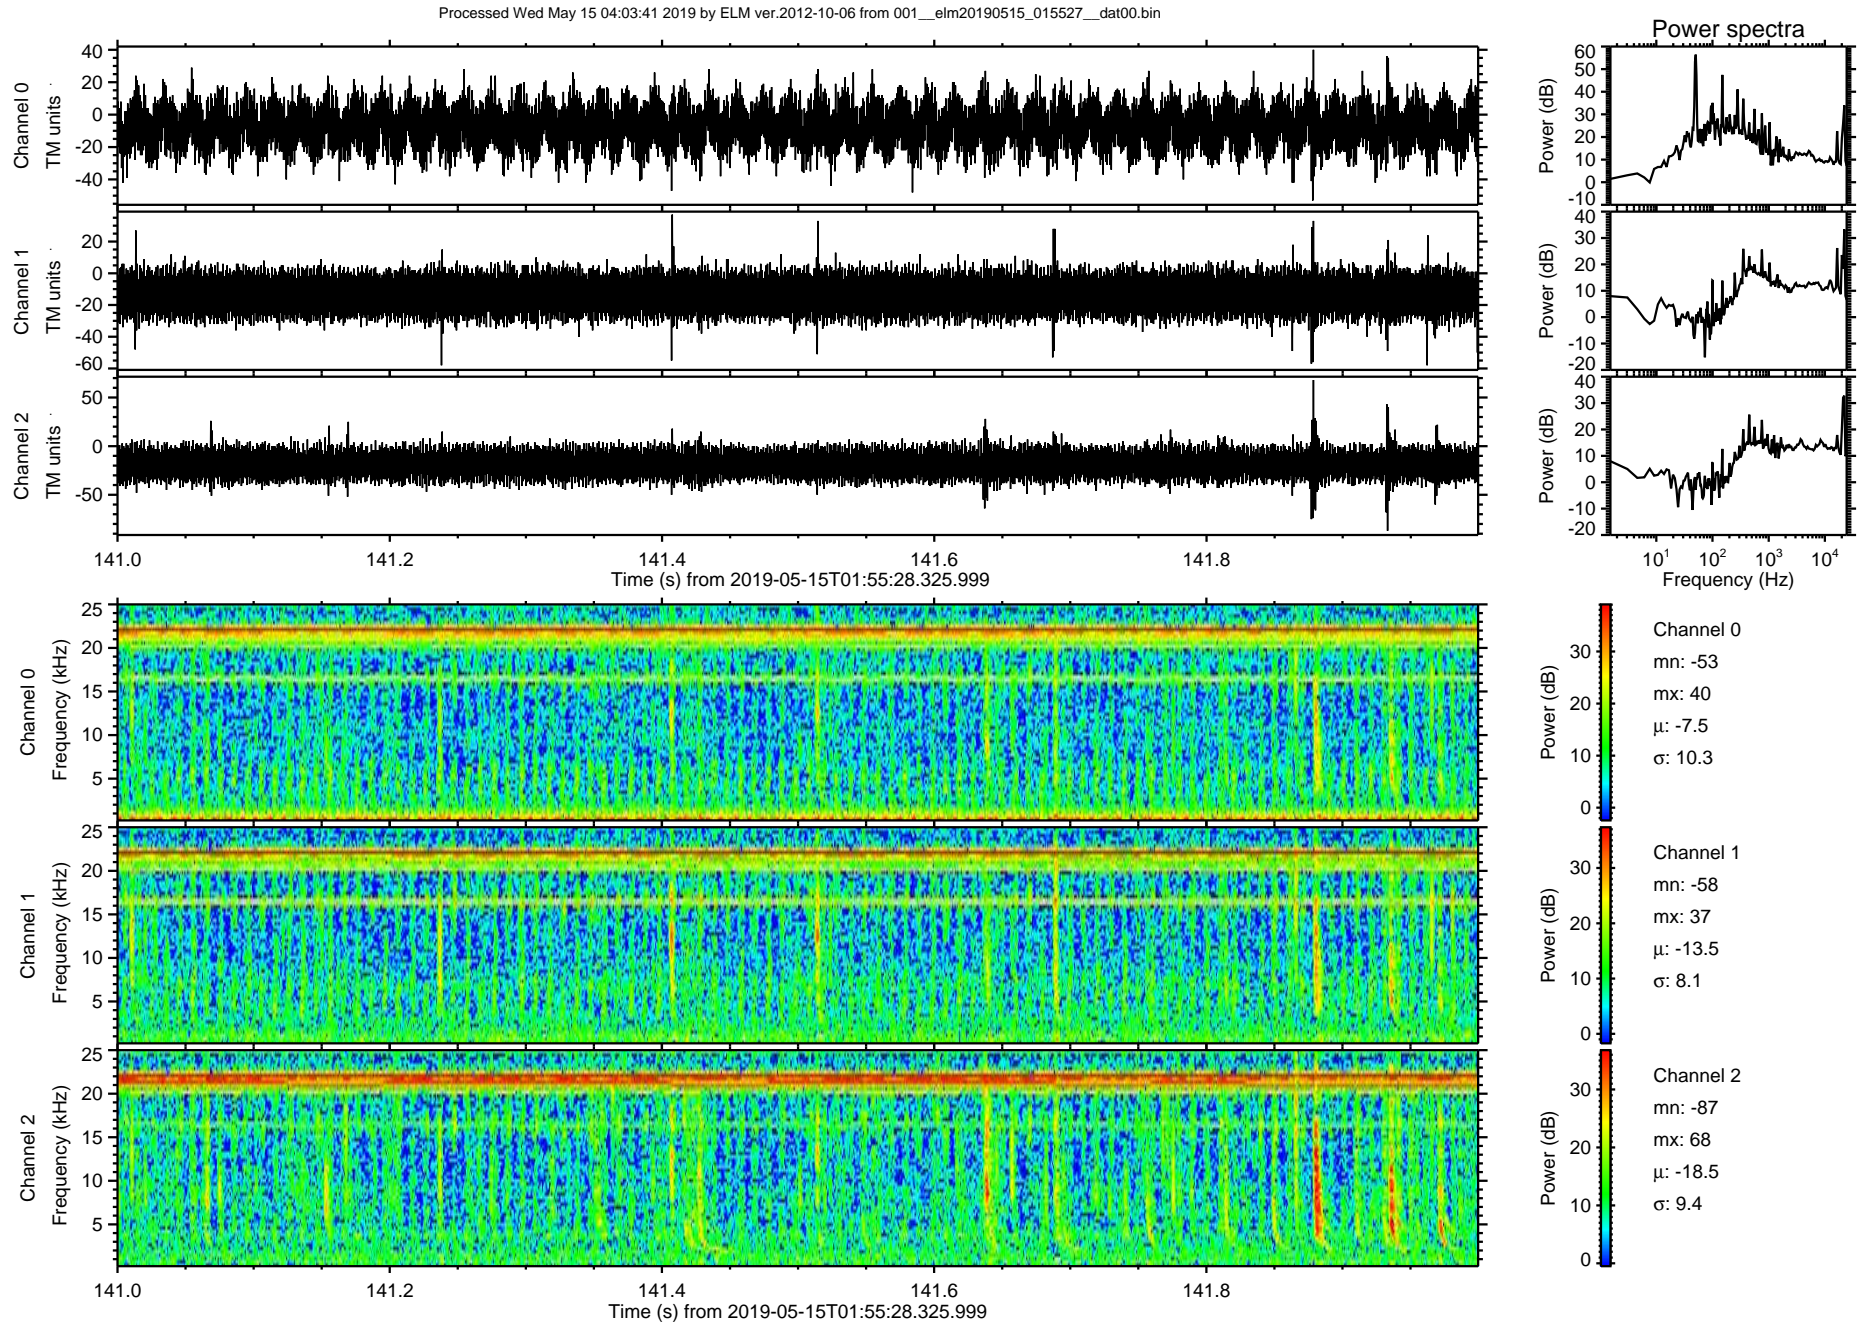 Processed Wed May 15 04:03:41 2019 by ELM ver.2012-10-06 from 001__elm20190515_015527__dat00.bin
Power spectra
Channel 0
TM units
40
20
0
-20
-40
Power (dB)
60
50
40
30
20
10
0
-10
Channel 1
TM units
20
0
-20
-40
-60
Power (dB)
40
30
20
10
0
-10
-20
Channel 2
TM units
50
0
-50
Power (dB)
40
30
20
10
0
-10
-20
141.0 141.2 141.4 141.6 141.8
Time (s) from 2019-05-15T01:55:28.325.999
10¹ 10² 10³ 10⁴
Frequency (Hz)
Channel 0
Frequency (kHz)
25
20
15
10
5
Power (dB)
30
20
10
0
Channel 0
mn: -53
mx: 40
μ: -7.5
σ: 10.3
Channel 1
Frequency (kHz)
25
20
15
10
5
Power (dB)
30
20
10
0
Channel 1
mn: -58
mx: 37
μ: -13.5
σ: 8.1
Channel 2
Frequency (kHz)
25
20
15
10
5
Power (dB)
30
20
10
0
Channel 2
mn: -87
mx: 68
μ: -18.5
σ: 9.4
141.0 141.2 141.4 141.6 141.8
Time (s) from 2019-05-15T01:55:28.325.999